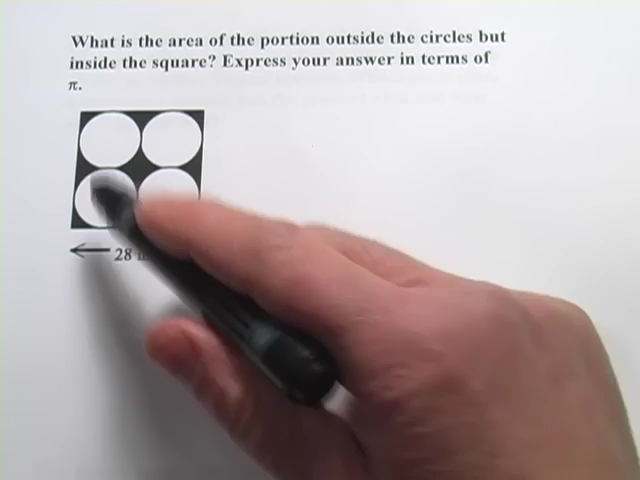 What is the area of the portion outside the circles but
inside the square? Express your answer in terms of
π.
28